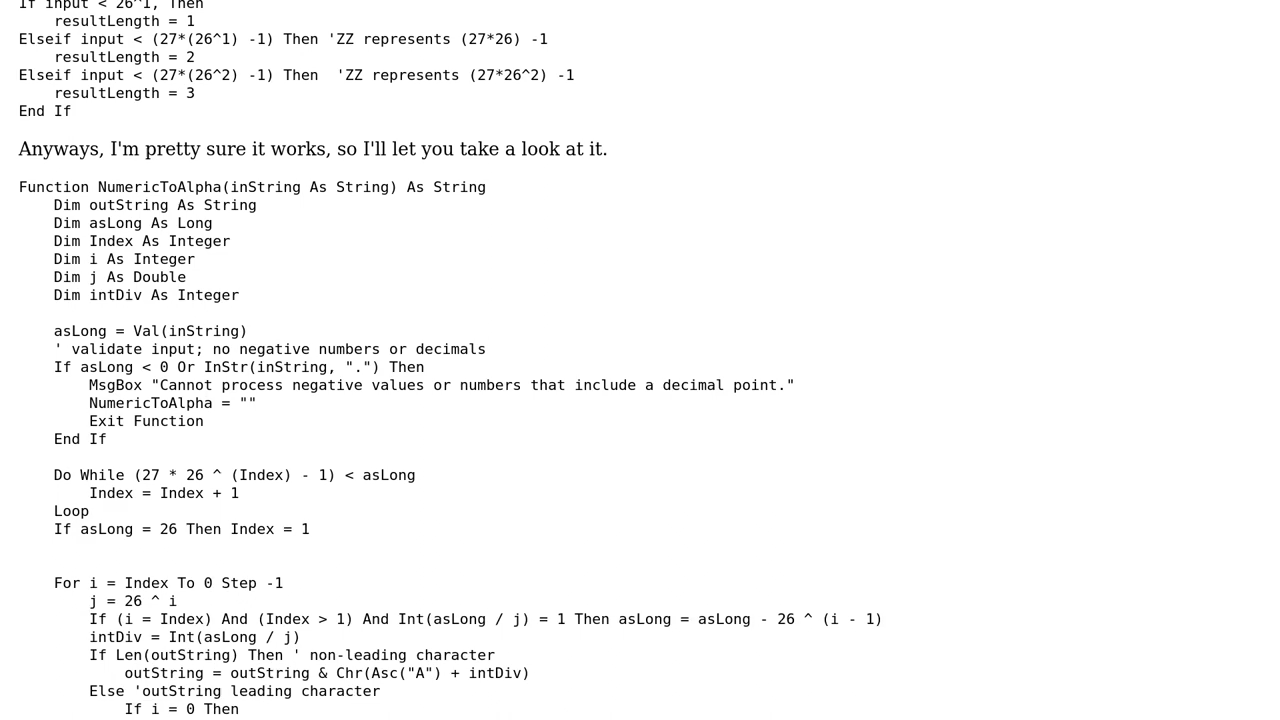 If input < 26^1, Then
    resultLength = 1
Elseif input < (27*(26^1) -1) Then 'ZZ represents (27*26) -1
    resultLength = 2
Elseif input < (27*(26^2) -1) Then  'ZZ represents (27*26^2) -1
    resultLength = 3
End If
Anyways, I'm pretty sure it works, so I'll let you take a look at it.
Function NumericToAlpha(inString As String) As String
    Dim outString As String
    Dim asLong As Long
    Dim Index As Integer
    Dim i As Integer
    Dim j As Double
    Dim intDiv As Integer
    asLong = Val(inString)
    ' validate input; no negative numbers or decimals
    If asLong < 0 Or InStr(inString, ".") Then
        MsgBox "Cannot process negative values or numbers that include a decimal point."
        NumericToAlpha = ""
        Exit Function
    End If
    Do While (27 * 26 ^ (Index) - 1) < asLong
        Index = Index + 1
    Loop
    If asLong = 26 Then Index = 1
    For i = Index To 0 Step -1
        j = 26 ^ i
        If (i = Index) And (Index > 1) And Int(asLong / j) = 1 Then asLong = asLong - 26 ^ (i - 1)
        intDiv = Int(asLong / j)
        If Len(outString) Then ' non-leading character
            outString = outString & Chr(Asc("A") + intDiv)
        Else 'outString leading character
            If i = 0 Then